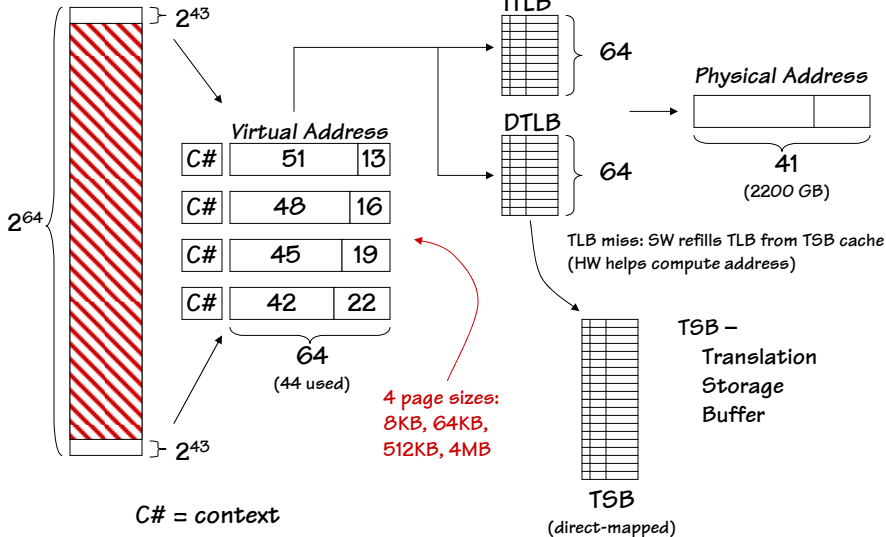 2^43
2^64
2^43
Virtual Address
C# 51 13
C# 48 16
C# 45 19
C# 42 22
64
(44 used)
4 page sizes:
8KB, 64KB,
512KB, 4MB
C# = context
ITLB
64
DTLB
64
Physical Address
41
(2200 GB)
TLB miss: SW refills TLB from TSB cache
(HW helps compute address)
TSB –
Translation
Storage
Buffer
TSB
(direct-mapped)